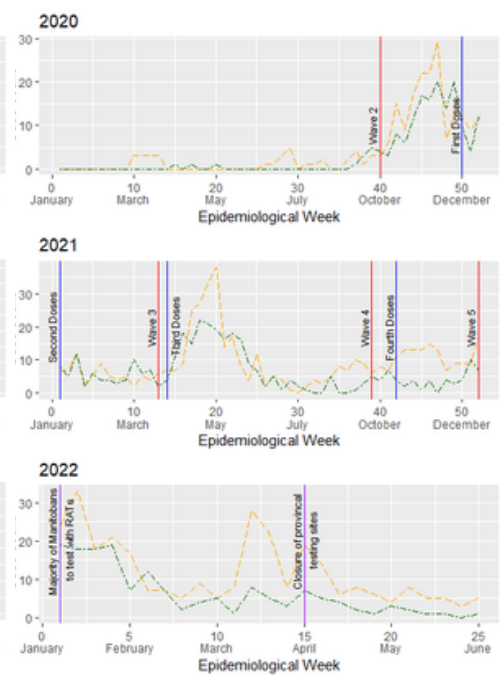 2020
30
20
10
0
Wave 2
First Doses
0 10 20 30 40 50
January March May July October December
Epidemiological Week
2021
30
20
10
0
Second Doses
Wave 3
Third Doses
Wave 4
Fourth Doses
Wave 5
0 10 20 30 40 50
January March May July October December
Epidemiological Week
2022
30
20
10
0
Majority of Manitobans
to test with RATs
Closure of provincial
testing sites
0 5 10 15 20 25
January February March April May June
Epidemiological Week